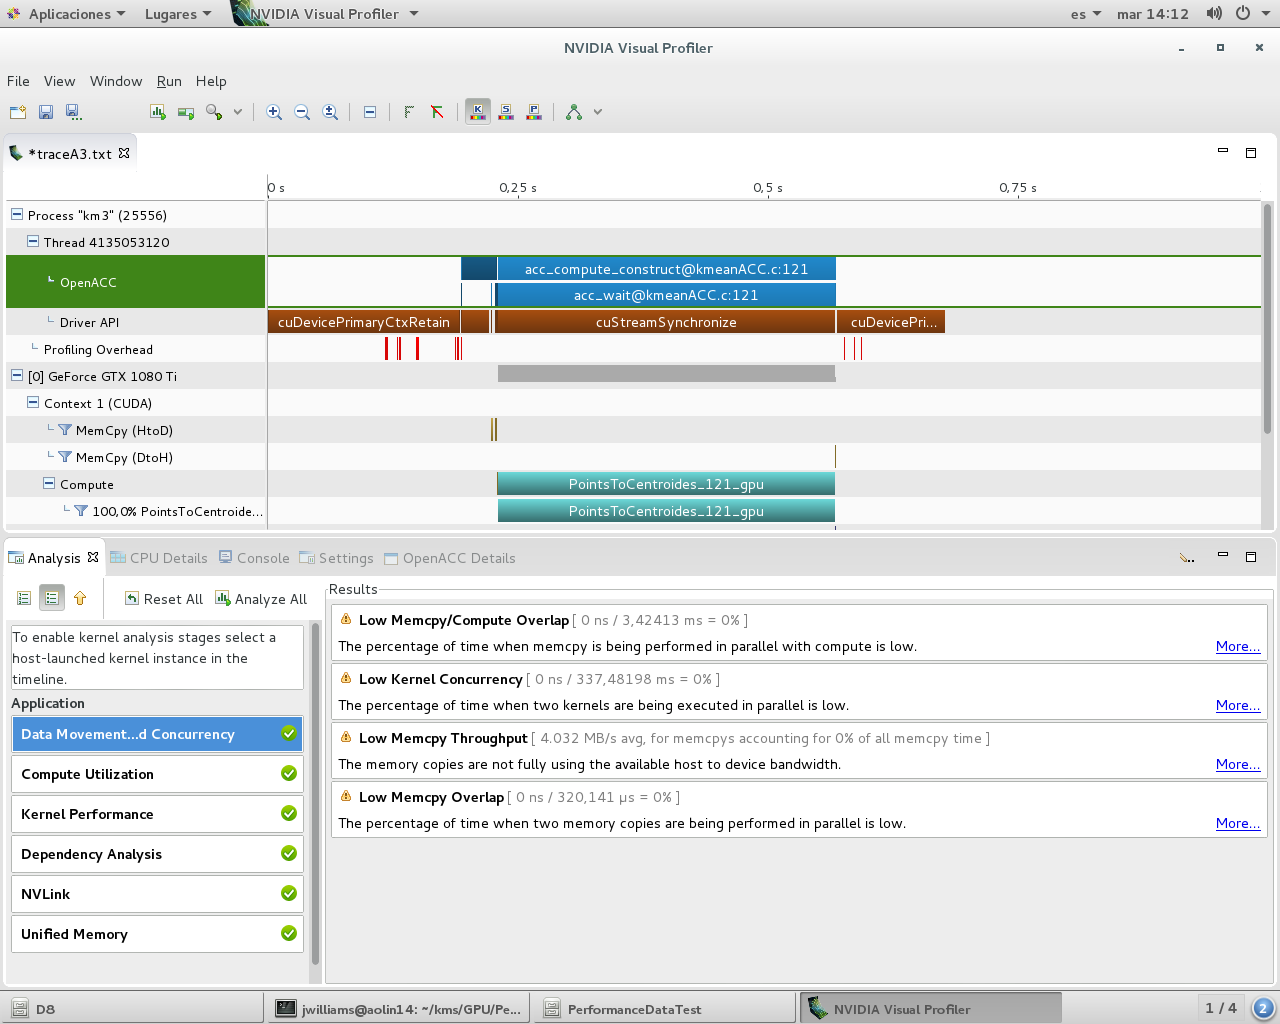 Aplicaciones Lugares NVIDIA Visual Profiler es mar 14:12
NVIDIA Visual Profiler
File View Window Run Help
*traceA3.txt
0 s 0,25 s 0,5 s 0,75 s
Process "km3" (25556)
Thread 4135053120
OpenACC
acc_compute_construct@kmeanACC.c:121
acc_wait@kmeanACC.c:121
Driver API cuDevicePrimaryCtxRetain cuStreamSynchronize cuDevicePri...
Profiling Overhead
[0] GeForce GTX 1080 Ti
Context 1 (CUDA)
MemCpy (HtoD)
MemCpy (DtoH)
Compute PointsToCentroides_121_gpu
100,0% PointsToCentroide... PointsToCentroides_121_gpu
Analysis CPU Details Console Settings OpenACC Details
Reset All Analyze All
To enable kernel analysis stages select a
host-launched kernel instance in the
timeline.
Application
Data Movement...d Concurrency
Compute Utilization
Kernel Performance
Dependency Analysis
NVLink
Unified Memory
Results
Low Memcpy/Compute Overlap [ 0 ns / 3,42413 ms = 0% ]
The percentage of time when memcpy is being performed in parallel with compute is low. More...
Low Kernel Concurrency [ 0 ns / 337,48198 ms = 0% ]
The percentage of time when two kernels are being executed in parallel is low. More...
Low Memcpy Throughput [ 4.032 MB/s avg, for memcpys accounting for 0% of all memcpy time ]
The memory copies are not fully using the available host to device bandwidth. More...
Low Memcpy Overlap [ 0 ns / 320,141 µs = 0% ]
The percentage of time when two memory copies are being performed in parallel is low. More...
D8 jwilliams@aolin14: ~/kms/GPU/Pe... PerformanceDataTest NVIDIA Visual Profiler 1 / 4 2